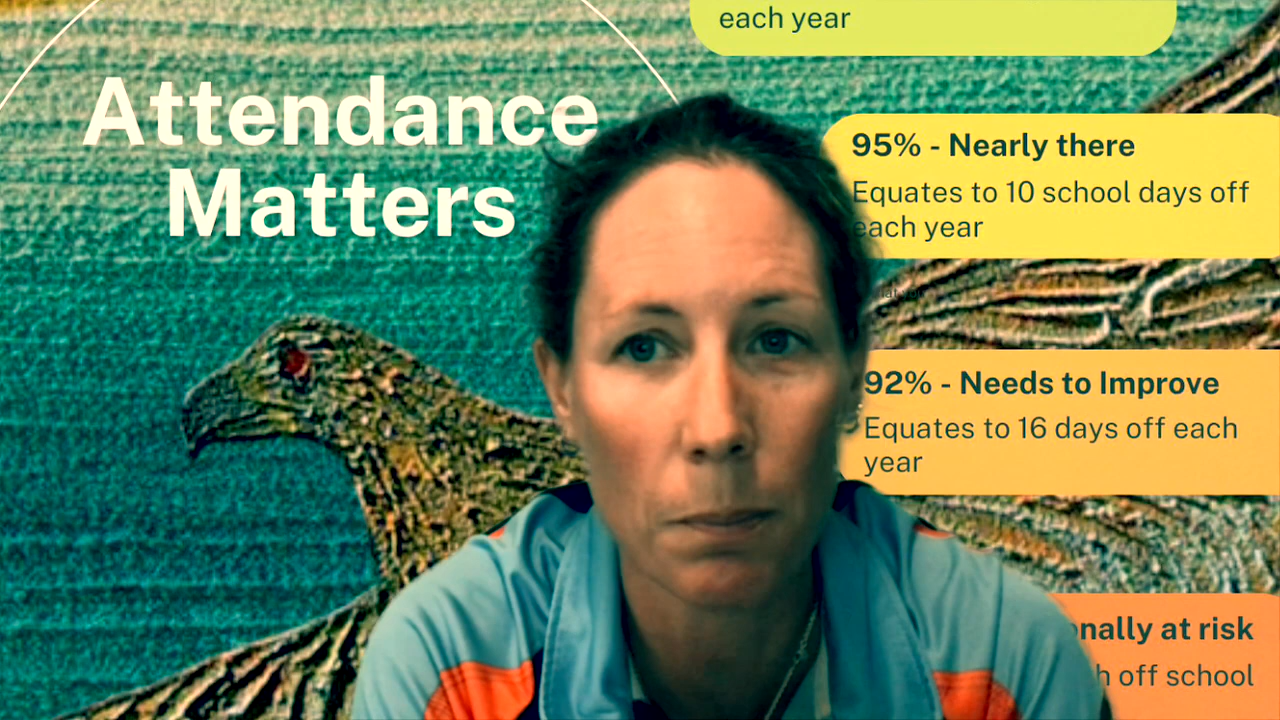 each year
Attendance
Matters
95% - Nearly there
Equates to 10 school days off
each year
92% - Needs to Improve
Equates to 16 days off each
year
at risk
off school